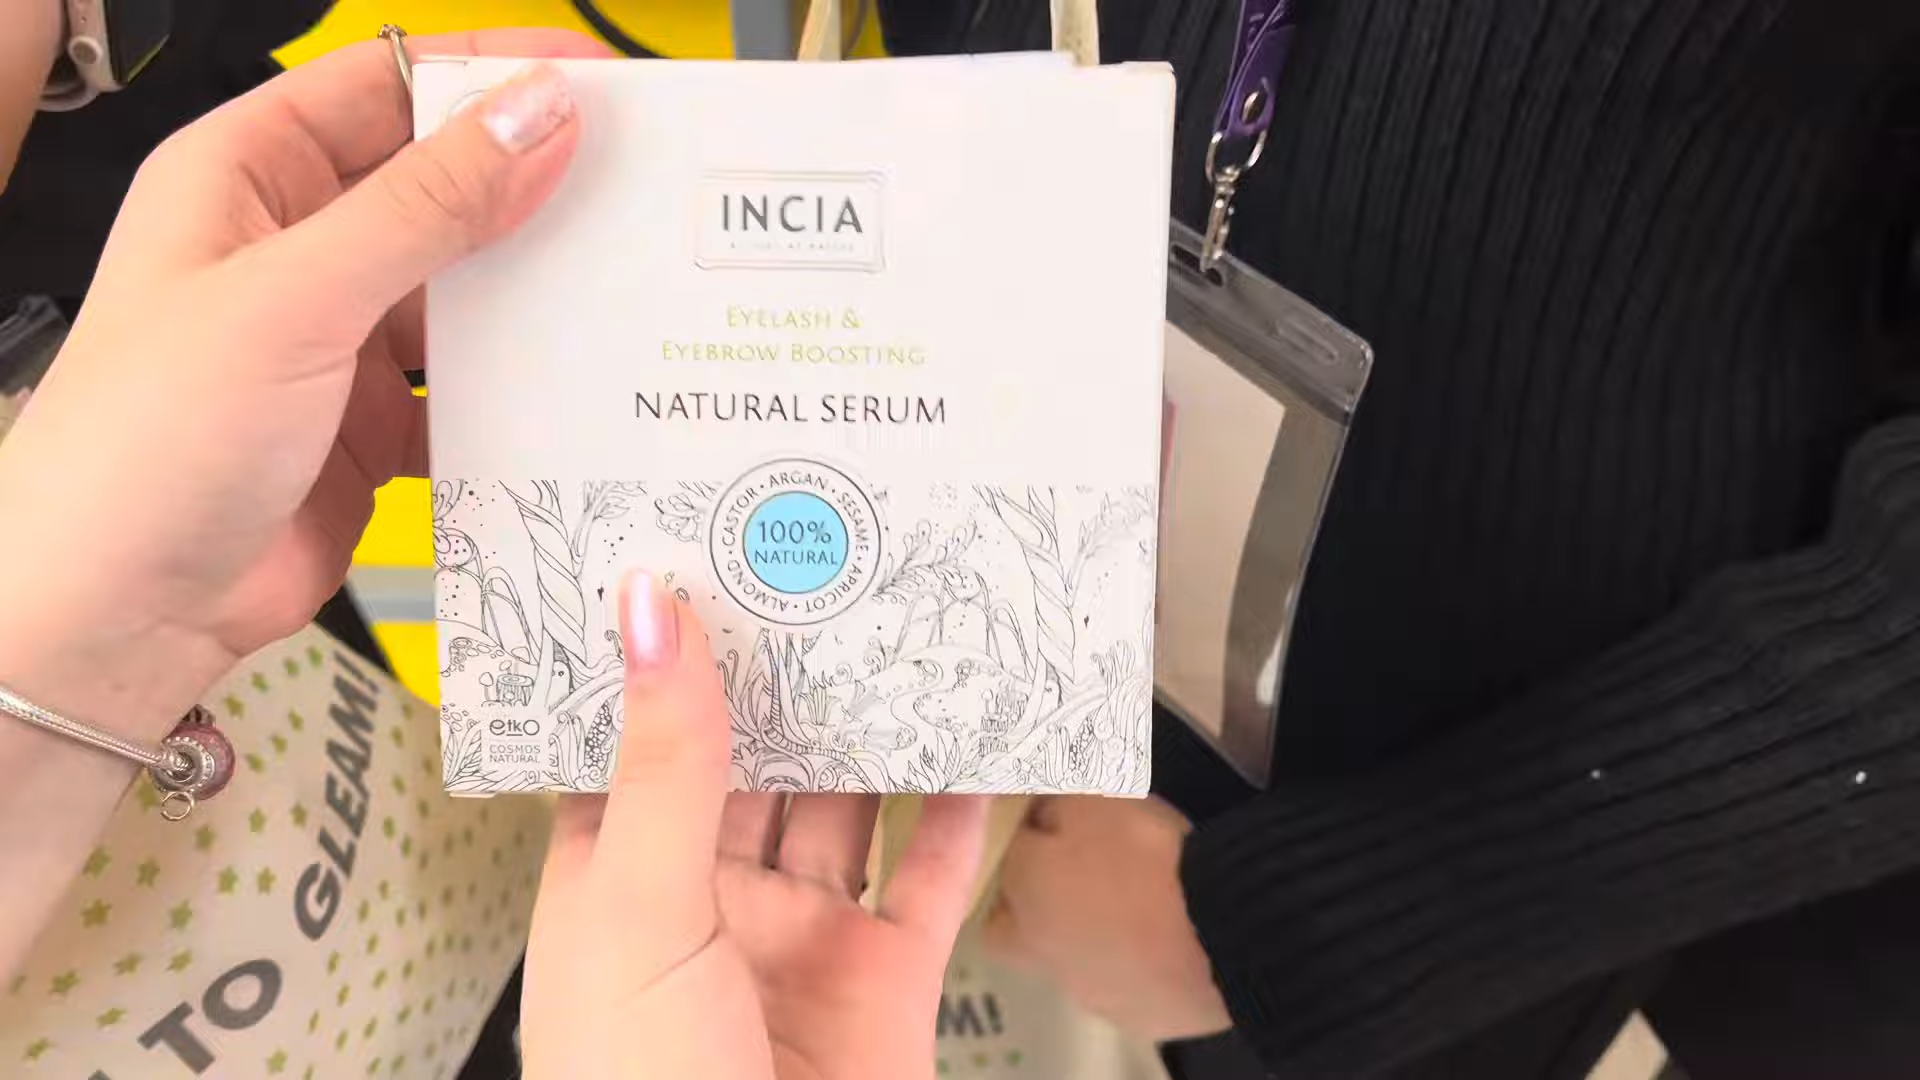 INCIA
EYELASH &
EYEBROW BOOSTING
NATURAL SERUM
CASTOR • ARGAN • SESAME • APRICOT • ALMOND •
100%
NATURAL
etko
COSMOS
NATURAL
TO GLEAM!
M!